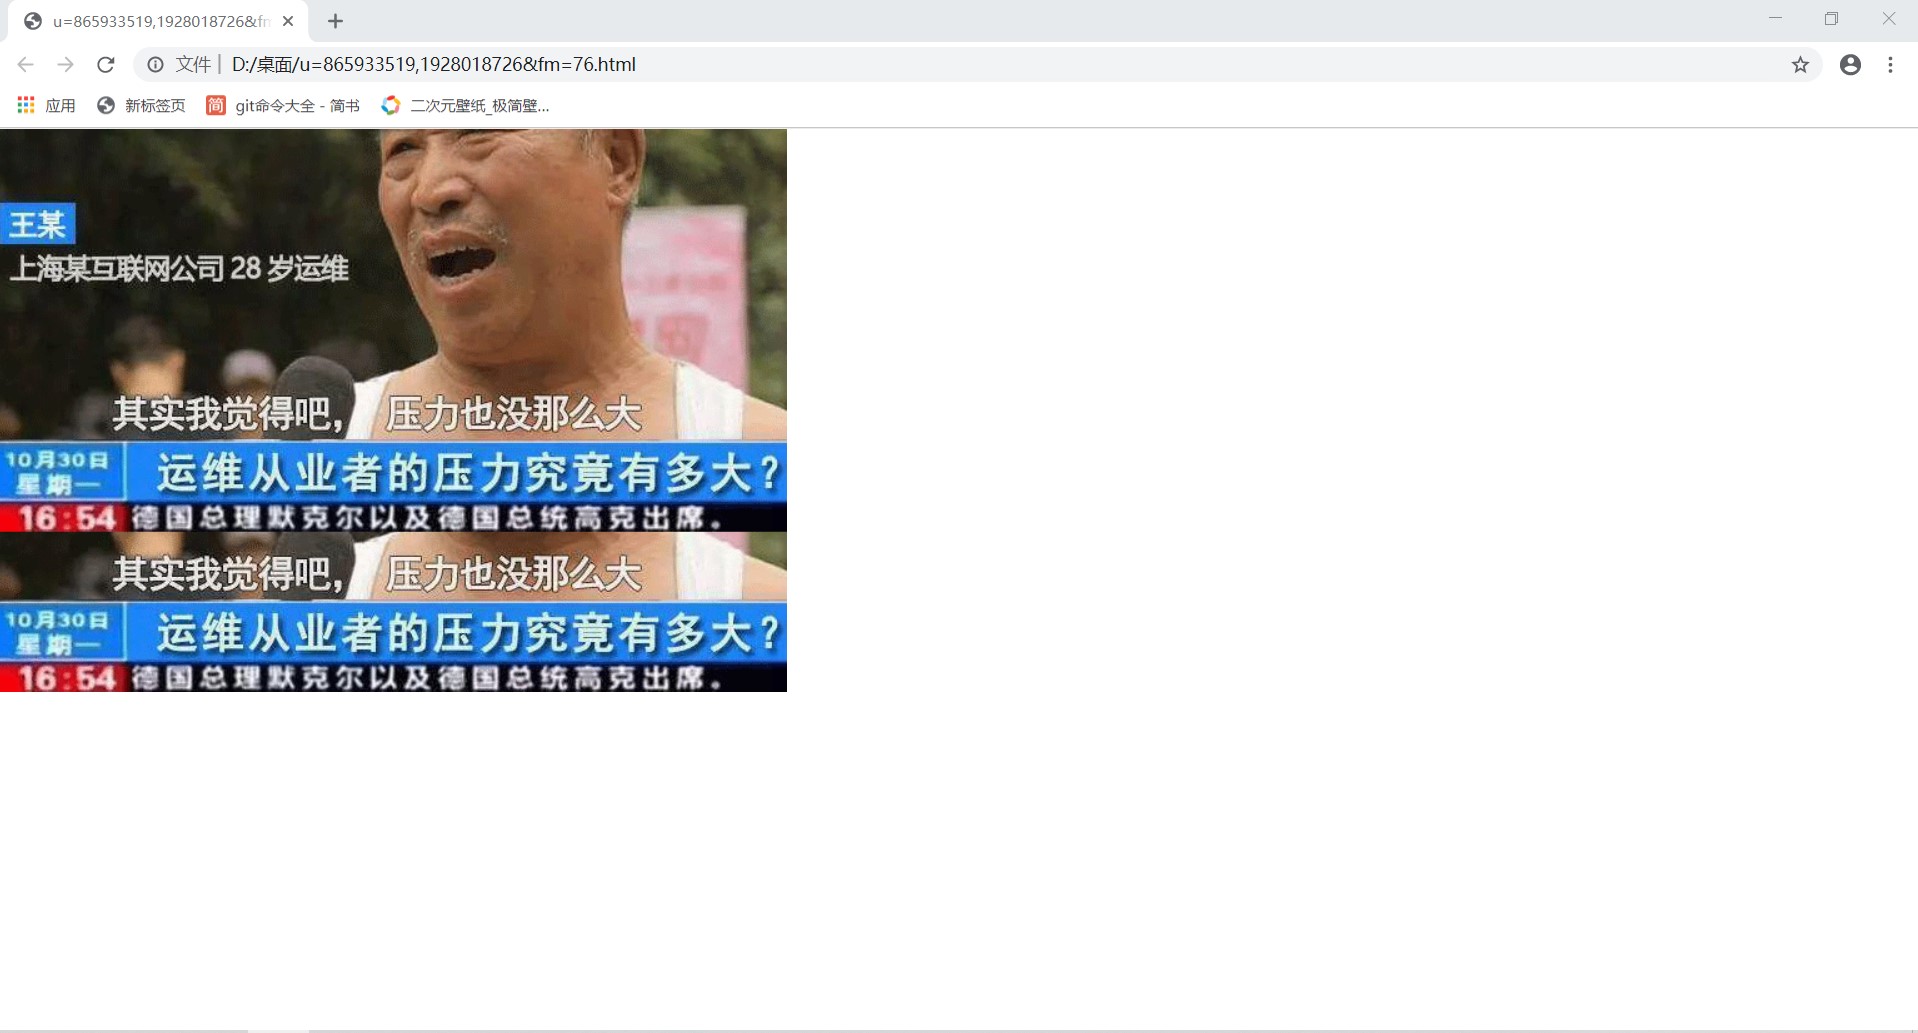 u=865933519,1928018726&fm
文件 | D:/桌面/u=865933519,1928018726&fm=76.html
应用 新标签页 简 git命令大全 - 简书 二次元壁纸_极简壁...
王某
上海某互联网公司 28 岁运维
其实我觉得吧， 压力也没那么大
10月30日
星期一
运维从业者的压力究竟有多大？
16:54 德国总理默克尔以及德国总统高克出席。
其实我觉得吧， 压力也没那么大
10月30日
星期一
运维从业者的压力究竟有多大？
16:54 德国总理默克尔以及德国总统高克出席。